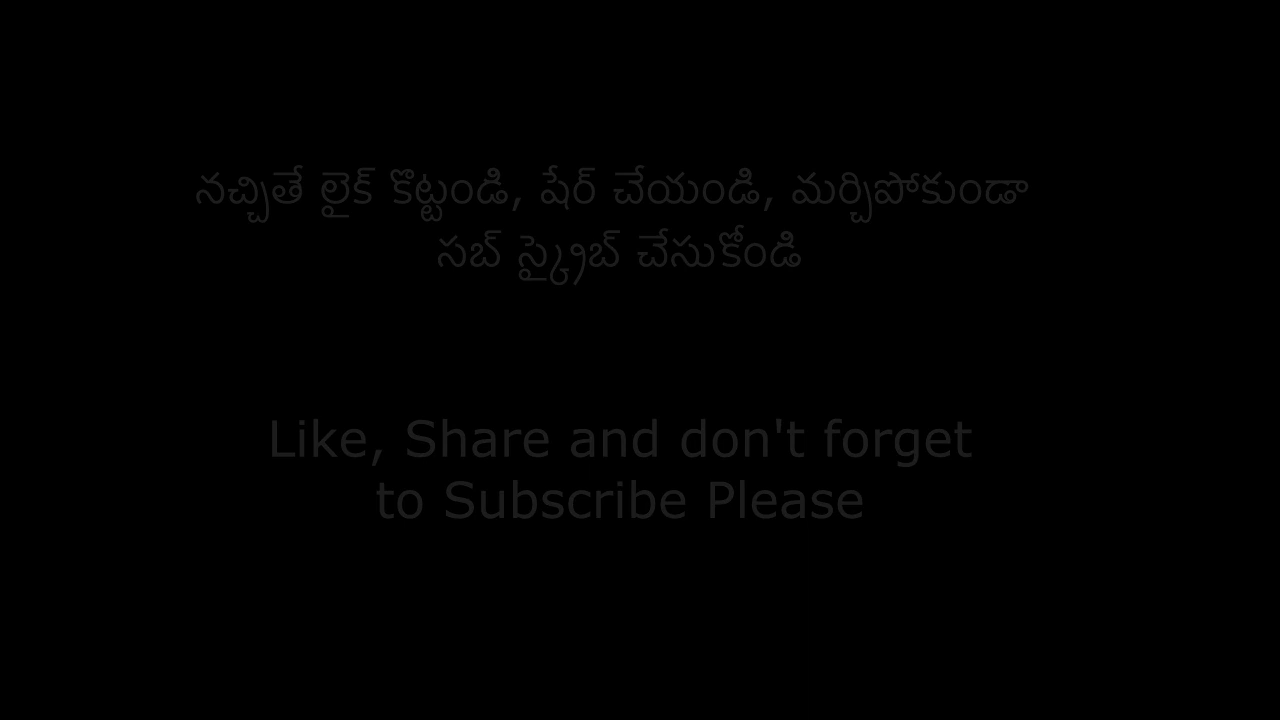 నచ్చితే లైక్ కొట్టండి, షేర్ చేయండి, మర్చిపోకుండా
సబ్ స్క్రైబ్ చేసుకోండి
Like, Share and don't forget
to Subscribe Please